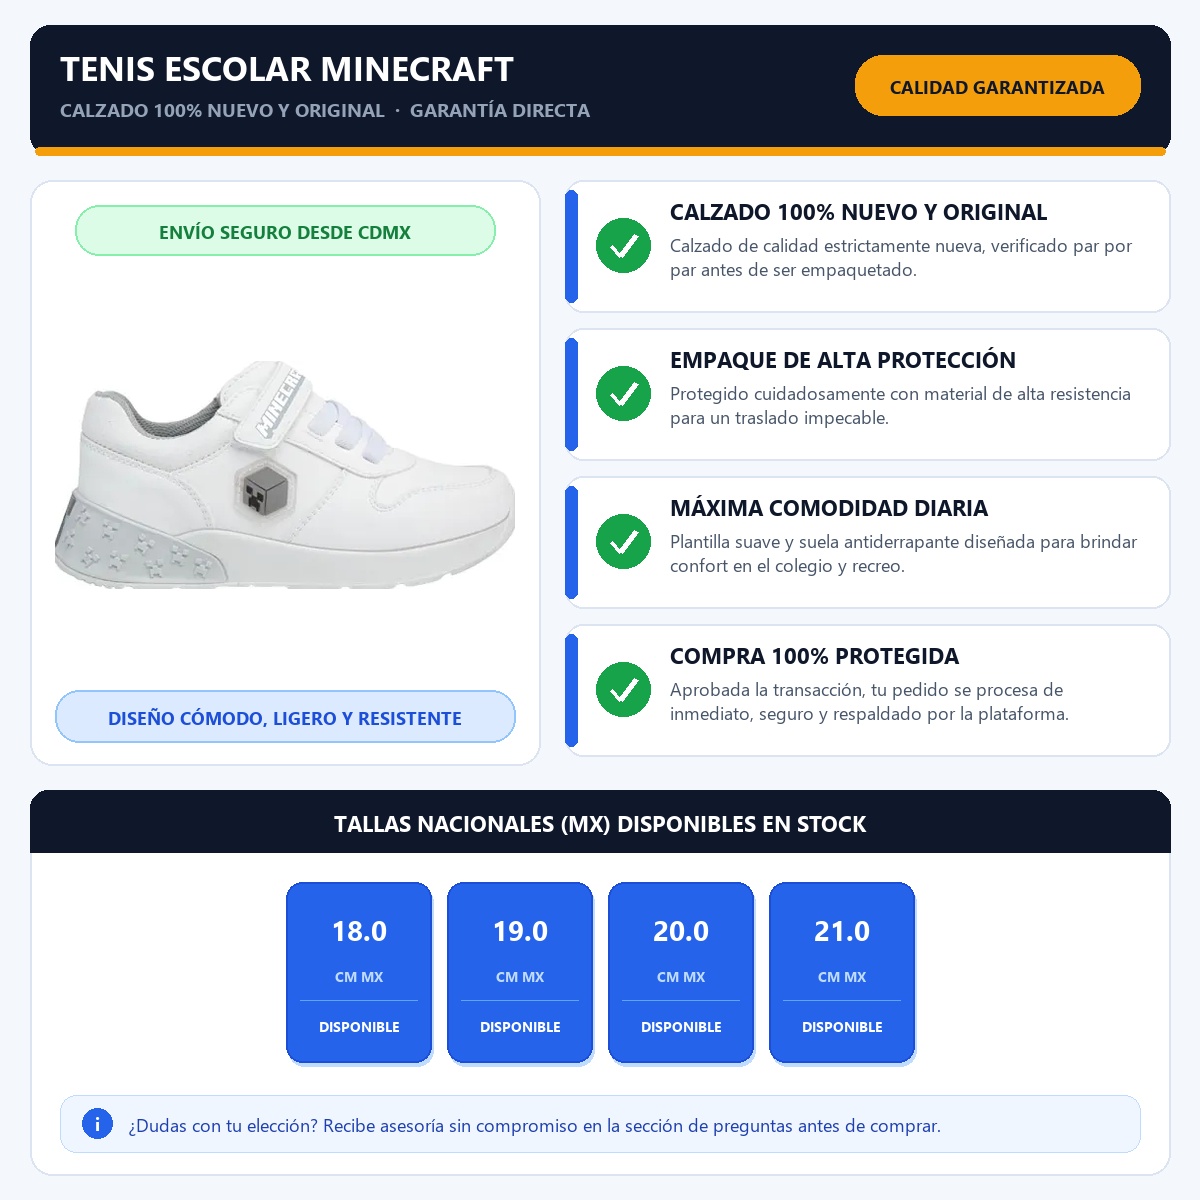 TENIS ESCOLAR MINECRAFT
CALZADO 100% NUEVO Y ORIGINAL · GARANTÍA DIRECTA
CALIDAD GARANTIZADA
ENVÍO SEGURO DESDE CDMX
MINECR
DISEÑO CÓMODO, LIGERO Y RESISTENTE
CALZADO 100% NUEVO Y ORIGINAL
Calzado de calidad estrictamente nueva, verificado par por
par antes de ser empaquetado.
EMPAQUE DE ALTA PROTECCIÓN
Protegido cuidadosamente con material de alta resistencia
para un traslado impecable.
MÁXIMA COMODIDAD DIARIA
Plantilla suave y suela antiderrapante diseñada para brindar
confort en el colegio y recreo.
COMPRA 100% PROTEGIDA
Aprobada la transacción, tu pedido se procesa de
inmediato, seguro y respaldado por la plataforma.
TALLAS NACIONALES (MX) DISPONIBLES EN STOCK
18.0
CM MX
DISPONIBLE
19.0
CM MX
DISPONIBLE
20.0
CM MX
DISPONIBLE
21.0
CM MX
DISPONIBLE
¿Dudas con tu elección? Recibe asesoría sin compromiso en la sección de preguntas antes de comprar.